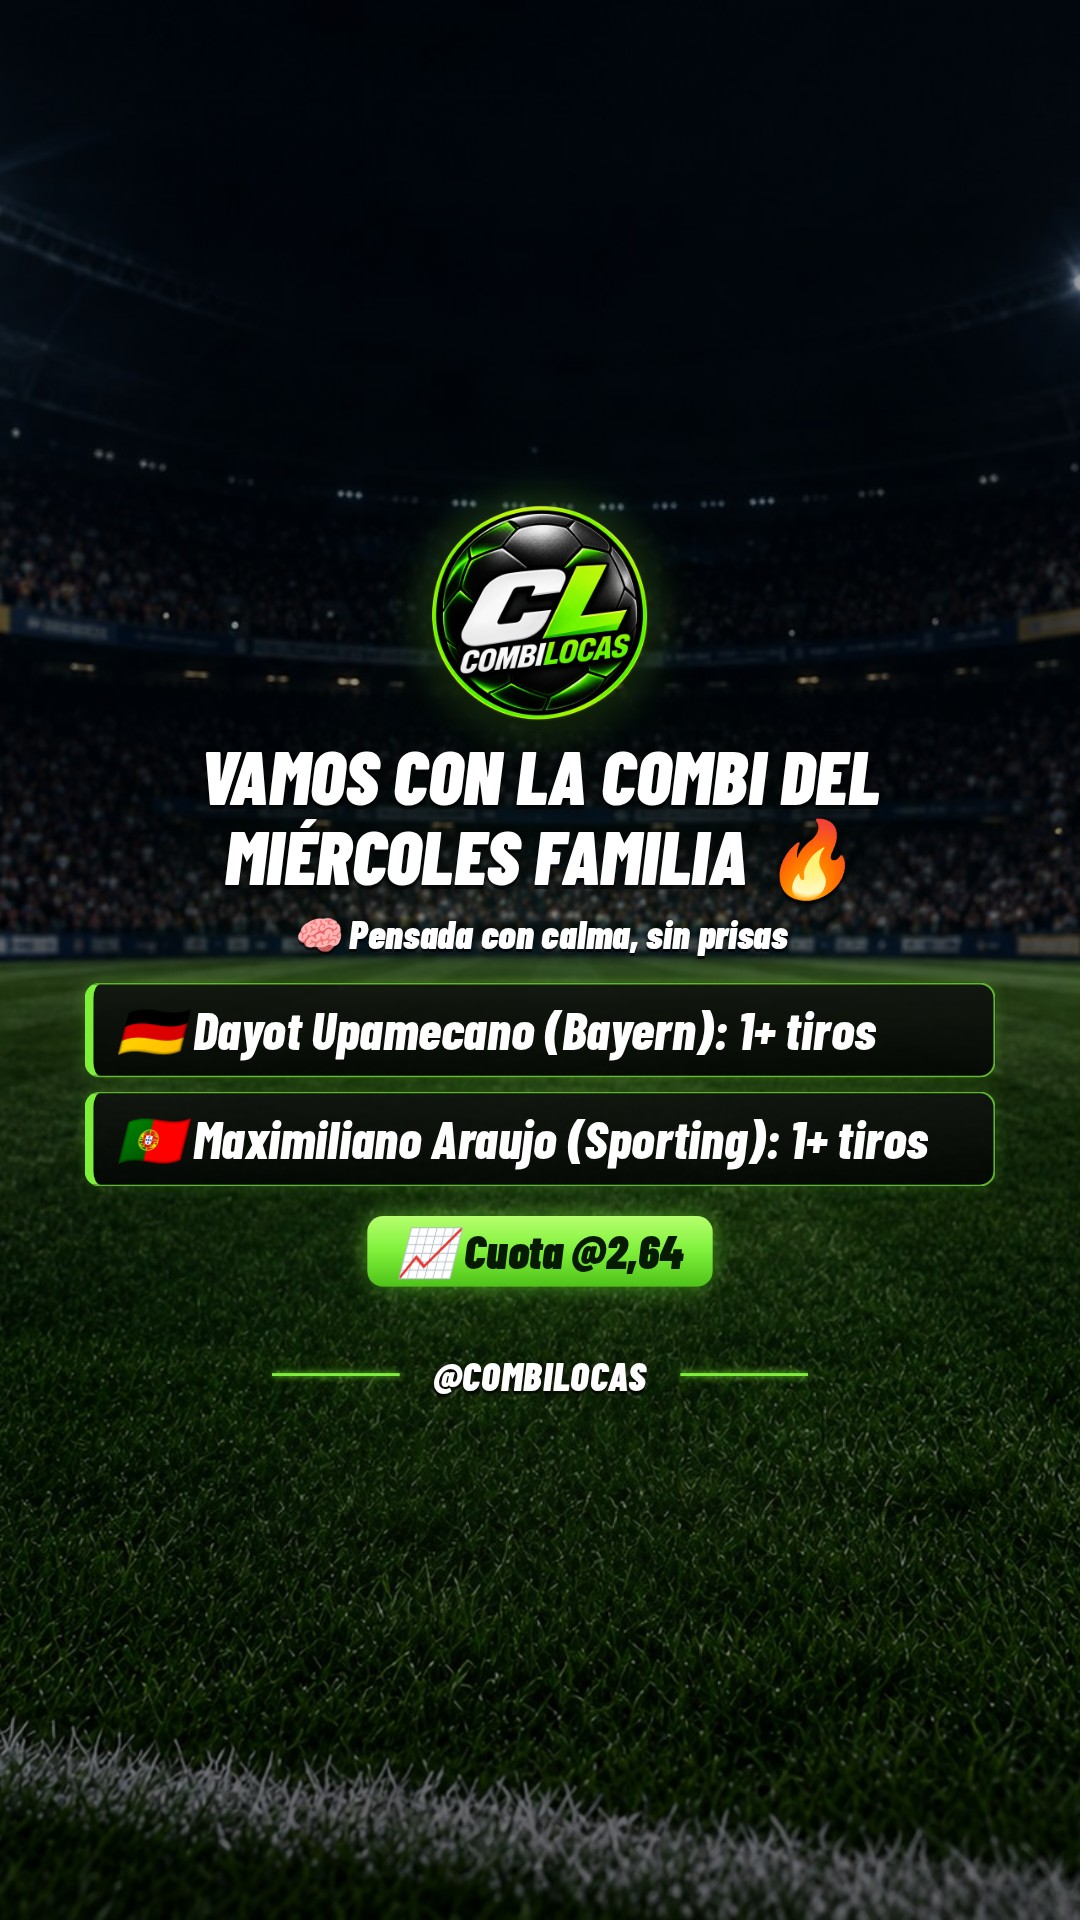 CL
COMBILOCAS
VAMOS CON LA COMBI DEL
MIÉRCOLES FAMILIA 🔥
🧠 Pensada con calma, sin prisas
🇩🇪 Dayot Upamecano (Bayern): 1+ tiros
🇵🇹 Maximiliano Araujo (Sporting): 1+ tiros
📈 Cuota @2,64
@COMBILOCAS